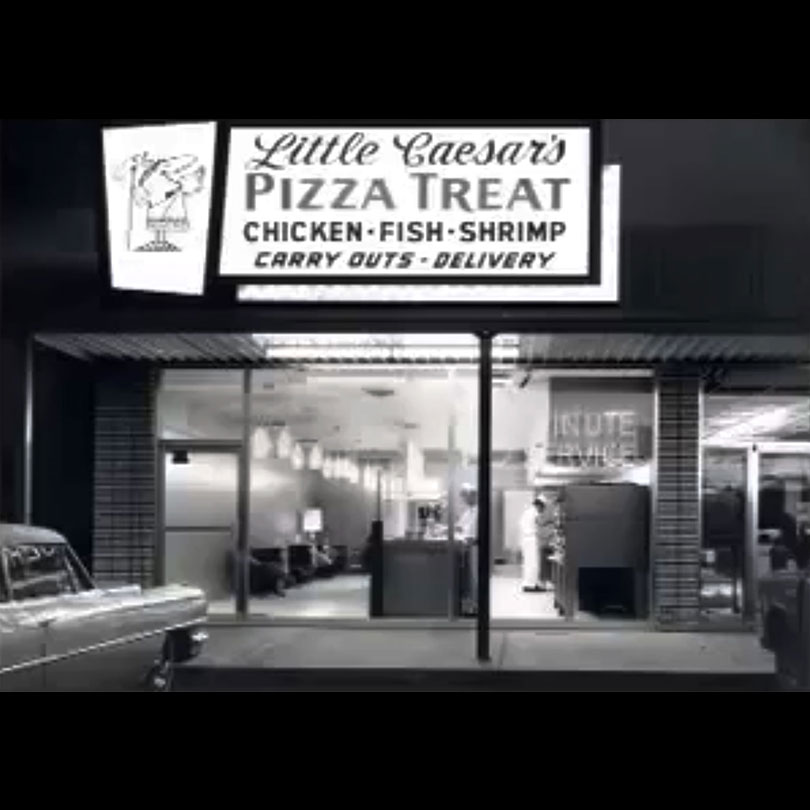 Little Caesar's
PIZZA TREAT
CHICKEN·FISH·SHRIMP
CARRY OUTS - DELIVERY